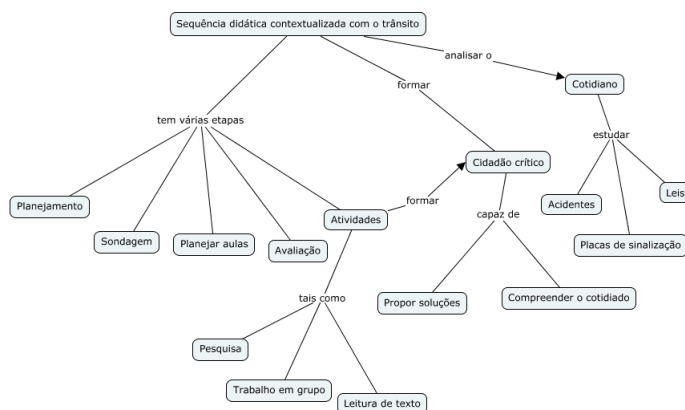 Sequência didática contextualizada com o trânsito
analisar o
Cotidiano
formar
tem várias etapas
estudar
Cidadão crítico
Leis
Planejamento
formar
Acidentes
Atividades
capaz de
Sondagem
Planejar aulas
Avaliação
Placas de sinalização
tais como
Propor soluções
Compreender o cotidiado
Pesquisa
Trabalho em grupo
Leitura de texto